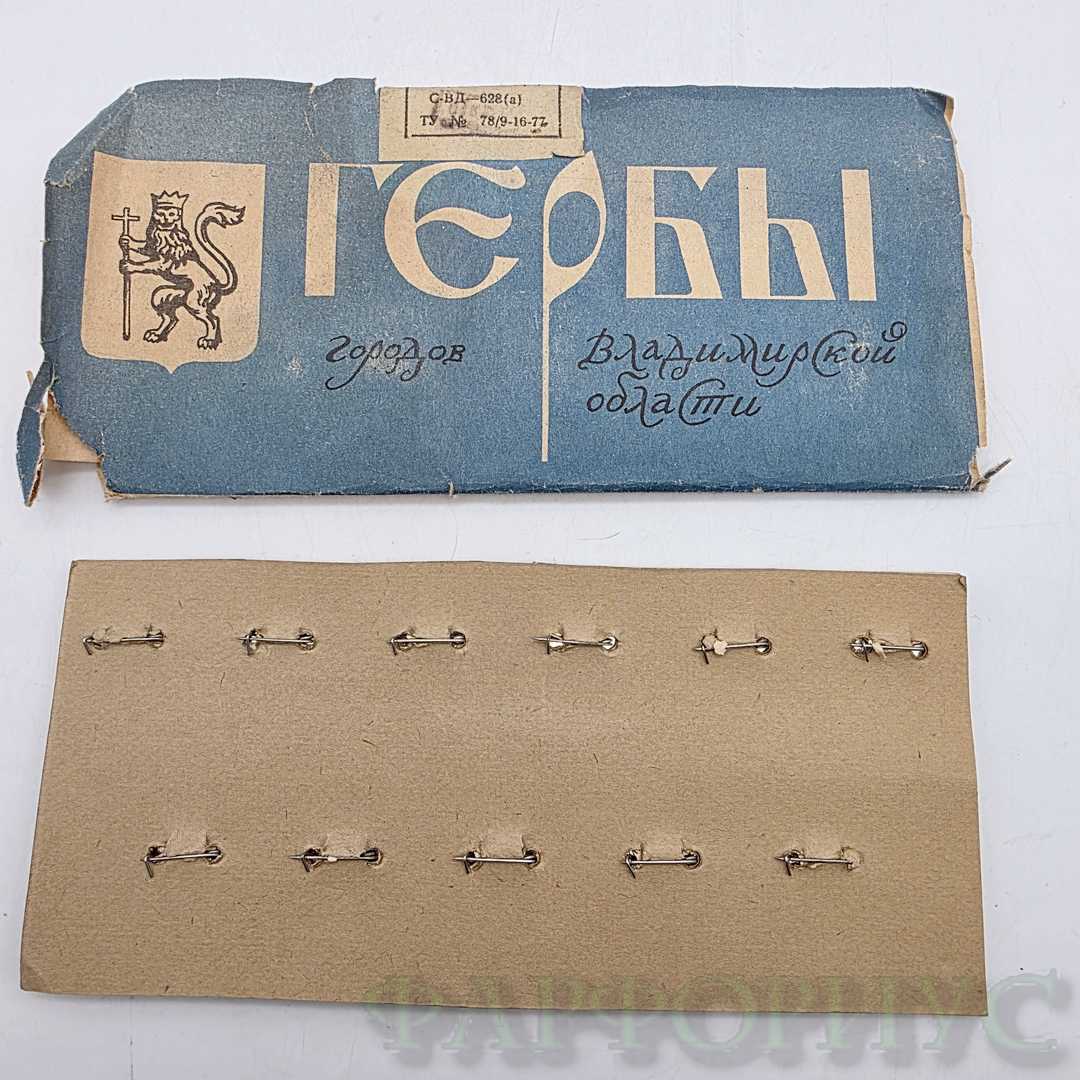 С-ВД—628(а)
ТУ № 78/9-16-77
ГЕРБЫ
городов Владимирской
области
ФАРФОРИУС